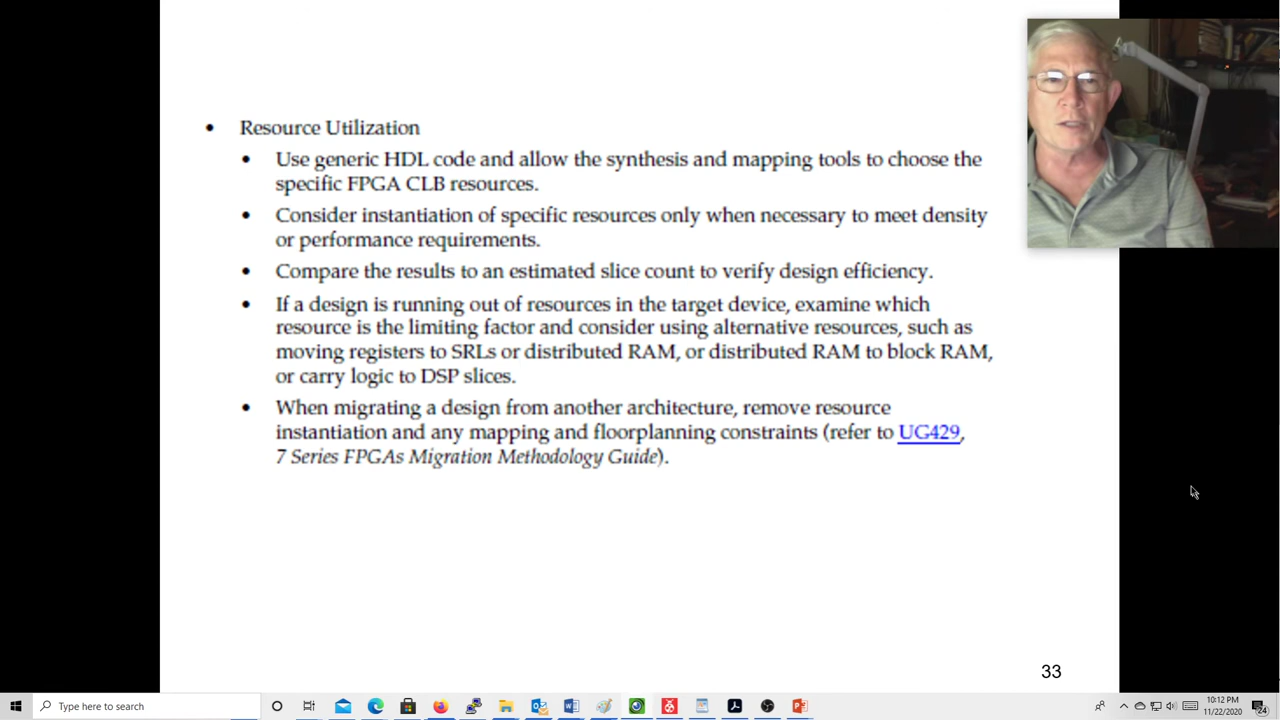 • Resource Utilization
• Use generic HDL code and allow the synthesis and mapping tools to choose the
specific FPGA CLB resources.
• Consider instantiation of specific resources only when necessary to meet density
or performance requirements.
• Compare the results to an estimated slice count to verify design efficiency.
• If a design is running out of resources in the target device, examine which
resource is the limiting factor and consider using alternative resources, such as
moving registers to SRLs or distributed RAM, or distributed RAM to block RAM,
or carry logic to DSP slices.
• When migrating a design from another architecture, remove resource
instantiation and any mapping and floorplanning constraints (refer to UG429,
7 Series FPGAs Migration Methodology Guide).
33
Type here to search
10:12 PM
11/22/2020
24